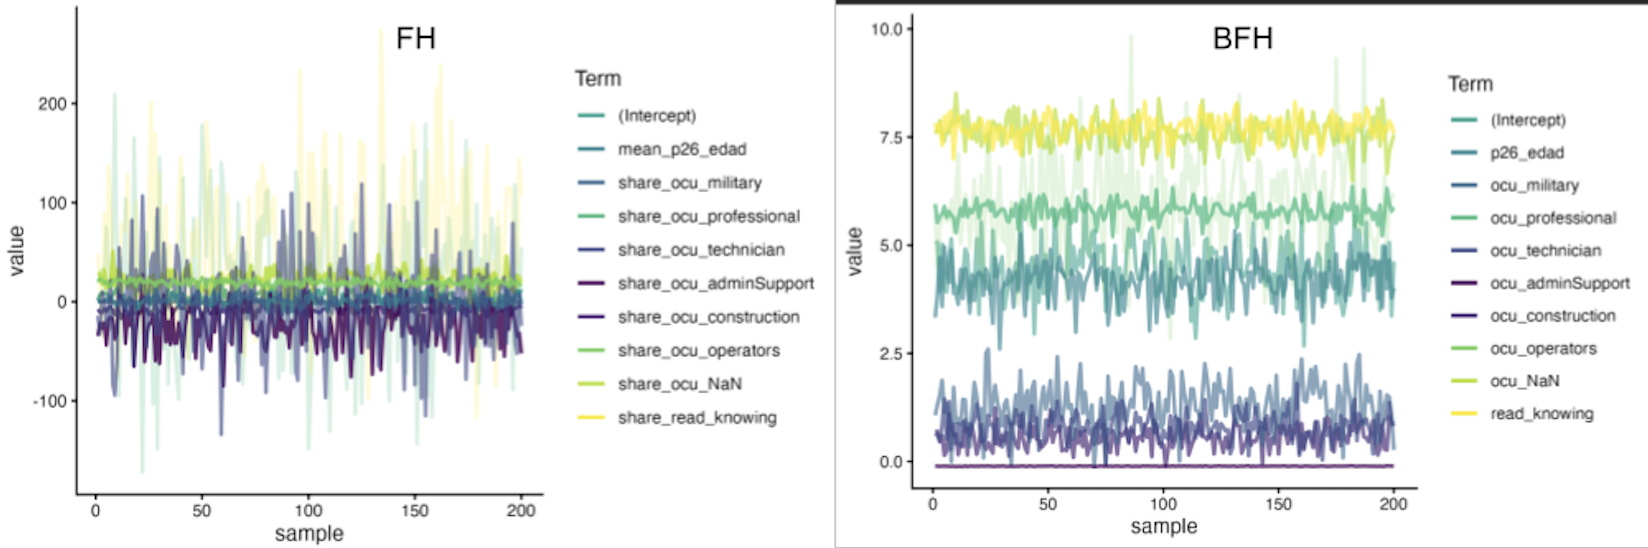 FH
value
200
100
0
-100
0
50
100
150
200
sample
Term
(Intercept)
mean_p26_edad
share_ocu_military
share_ocu_professional
share_ocu_technician
share_ocu_adminSupport
share_ocu_construction
share_ocu_operators
share_ocu_NaN
share_read_knowing
BFH
value
10.0
7.5
5.0
2.5
0.0
0
50
100
150
200
sample
Term
(Intercept)
p26_edad
ocu_military
ocu_professional
ocu_technician
ocu_adminSupport
ocu_construction
ocu_operators
ocu_NaN
read_knowing